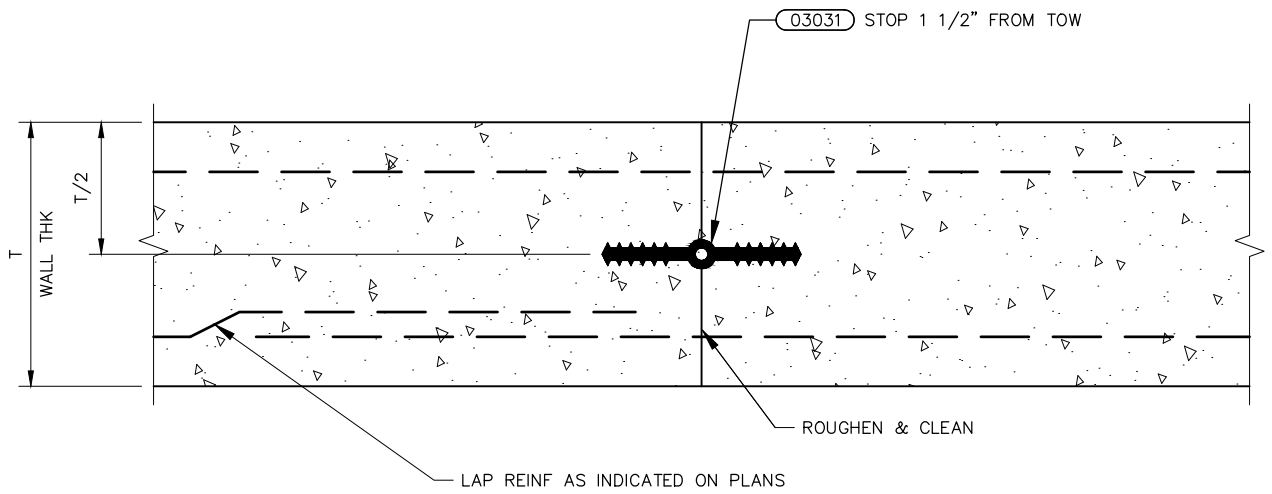 03031 STOP 1 1/2" FROM TOW
T/2
T
WALL THK
ROUGHEN & CLEAN
LAP REINF AS INDICATED ON PLANS